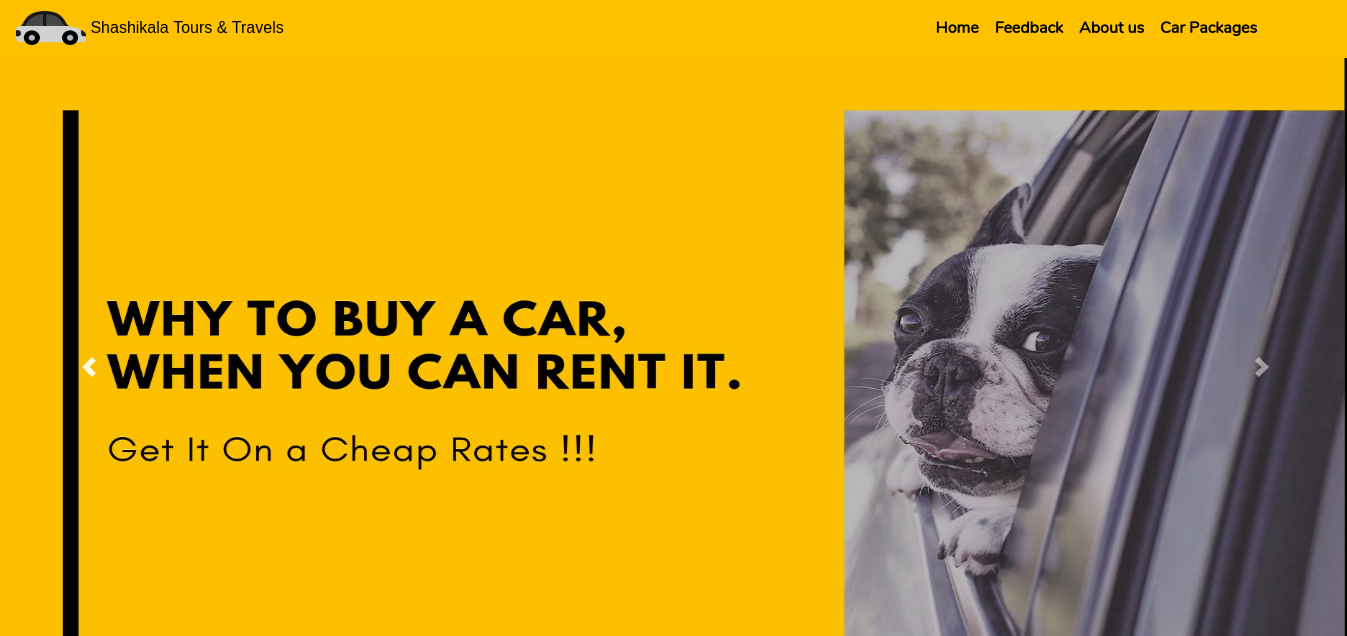 Shashikala Tours & Travels
Home Feedback About us Car Packages
WHY TO BUY A CAR,
WHEN YOU CAN RENT IT.
Get It On a Cheap Rates !!!